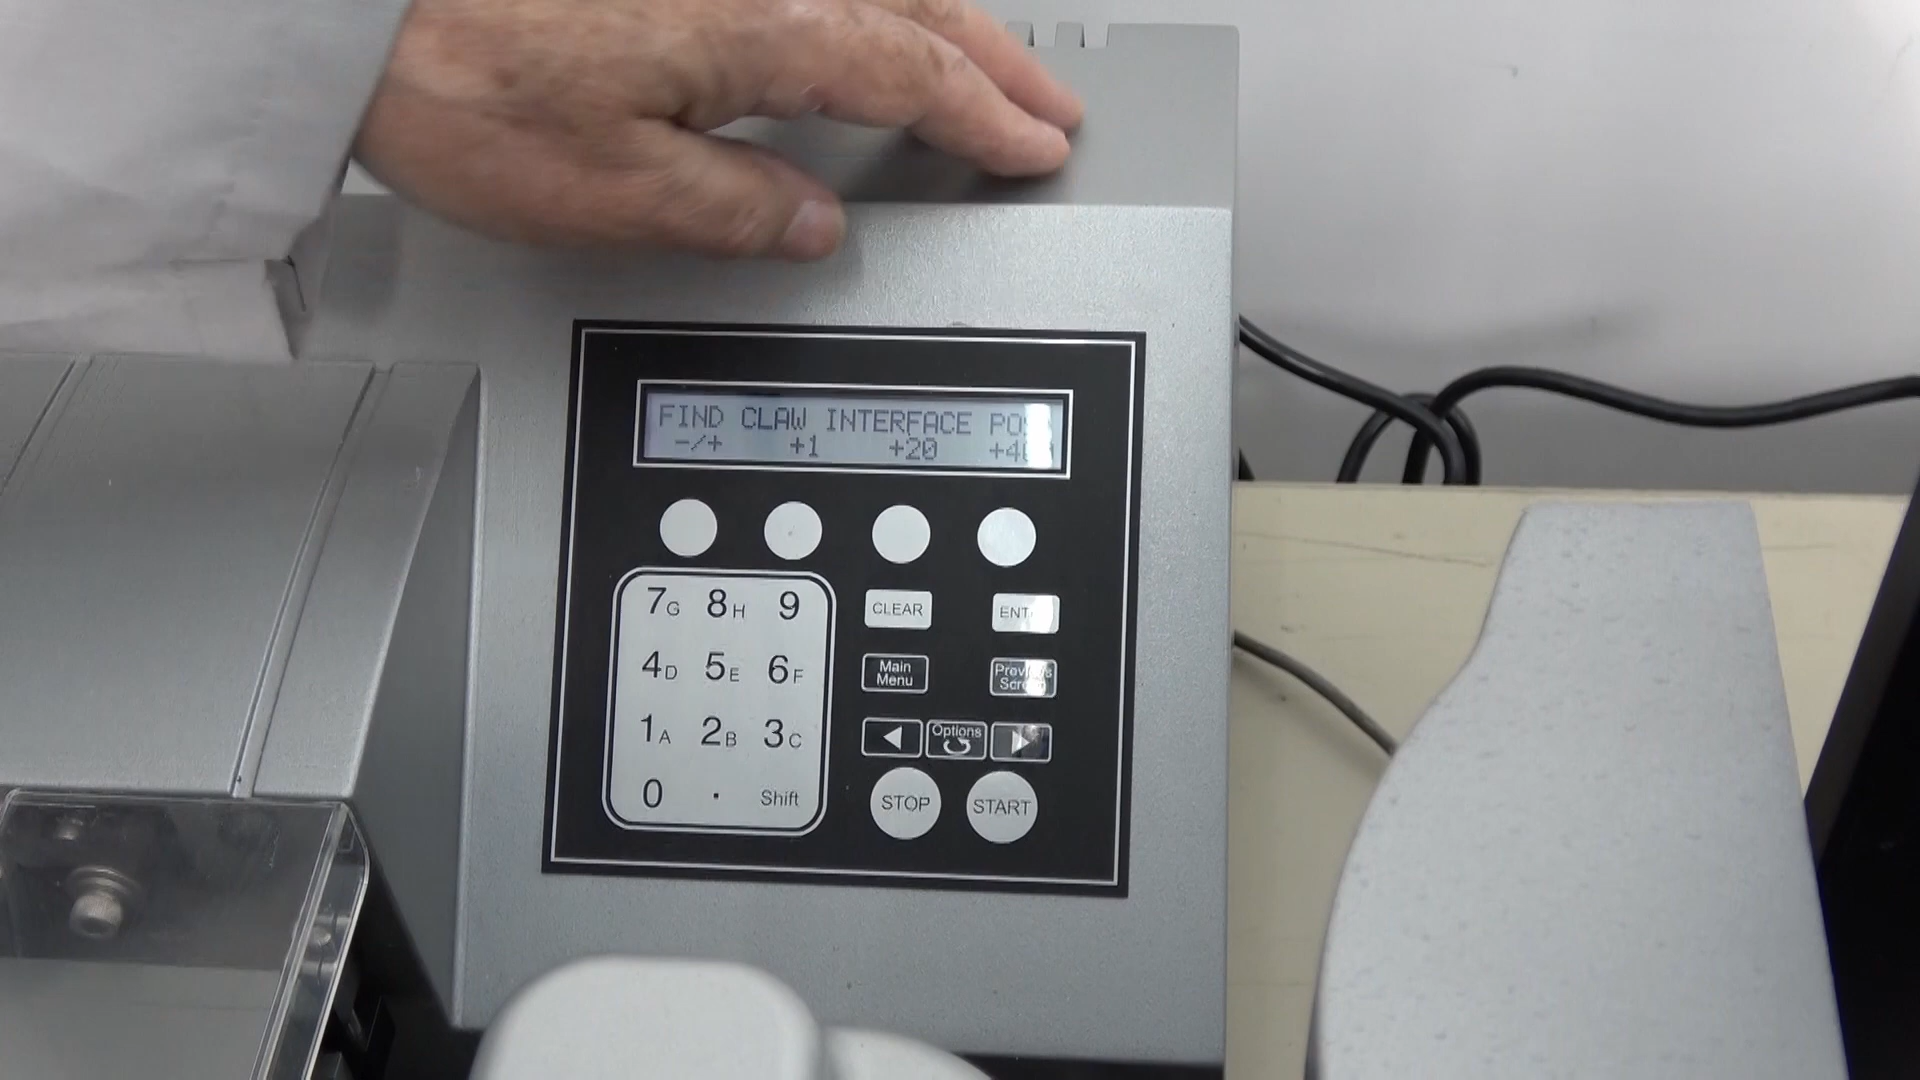 FIND CLAW INTERFACE
-/+ +1 +20
7G 8H 9
CLEAR
4D 5E 6F
Main
Menu
1A 2B 3C
Options
0 . Shift
STOP START